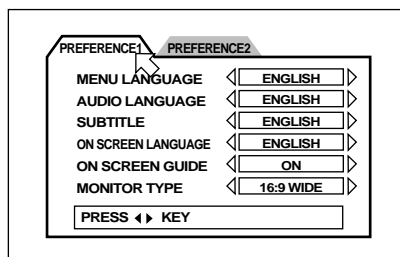 PREFERENCE1 PREFERENCE2
MENU LANGUAGE ENGLISH
AUDIO LANGUAGE ENGLISH
SUBTITLE ENGLISH
ON SCREEN LANGUAGE ENGLISH
ON SCREEN GUIDE ON
MONITOR TYPE 16:9 WIDE
PRESS ◀ ▶ KEY